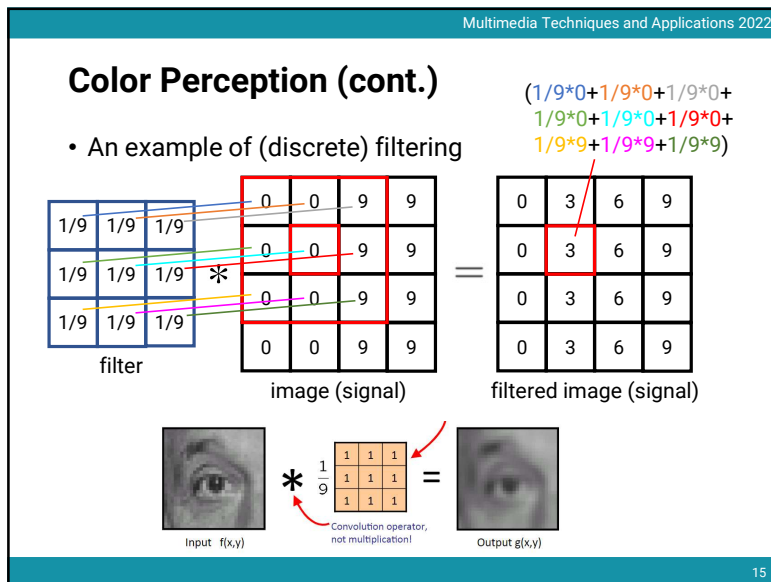 Multimedia Techniques and Applications 2022
Color Perception (cont.)
(1/9*0+1/9*0+1/9*0+
1/9*0+1/9*0+1/9*0+
1/9*9+1/9*9+1/9*9)
• An example of (discrete) filtering
1/9 1/9 1/9
1/9 1/9 1/9
1/9 1/9 1/9
filter
*
0 0 9 9
0 0 9 9
0 0 9 9
0 0 9 9
image (signal)
=
0 3 6 9
0 3 6 9
0 3 6 9
0 3 6 9
filtered image (signal)
Input f(x,y)
*
1/9
1 1 1
1 1 1
1 1 1
=
Convolution operator,
not multiplication!
Output g(x,y)
15